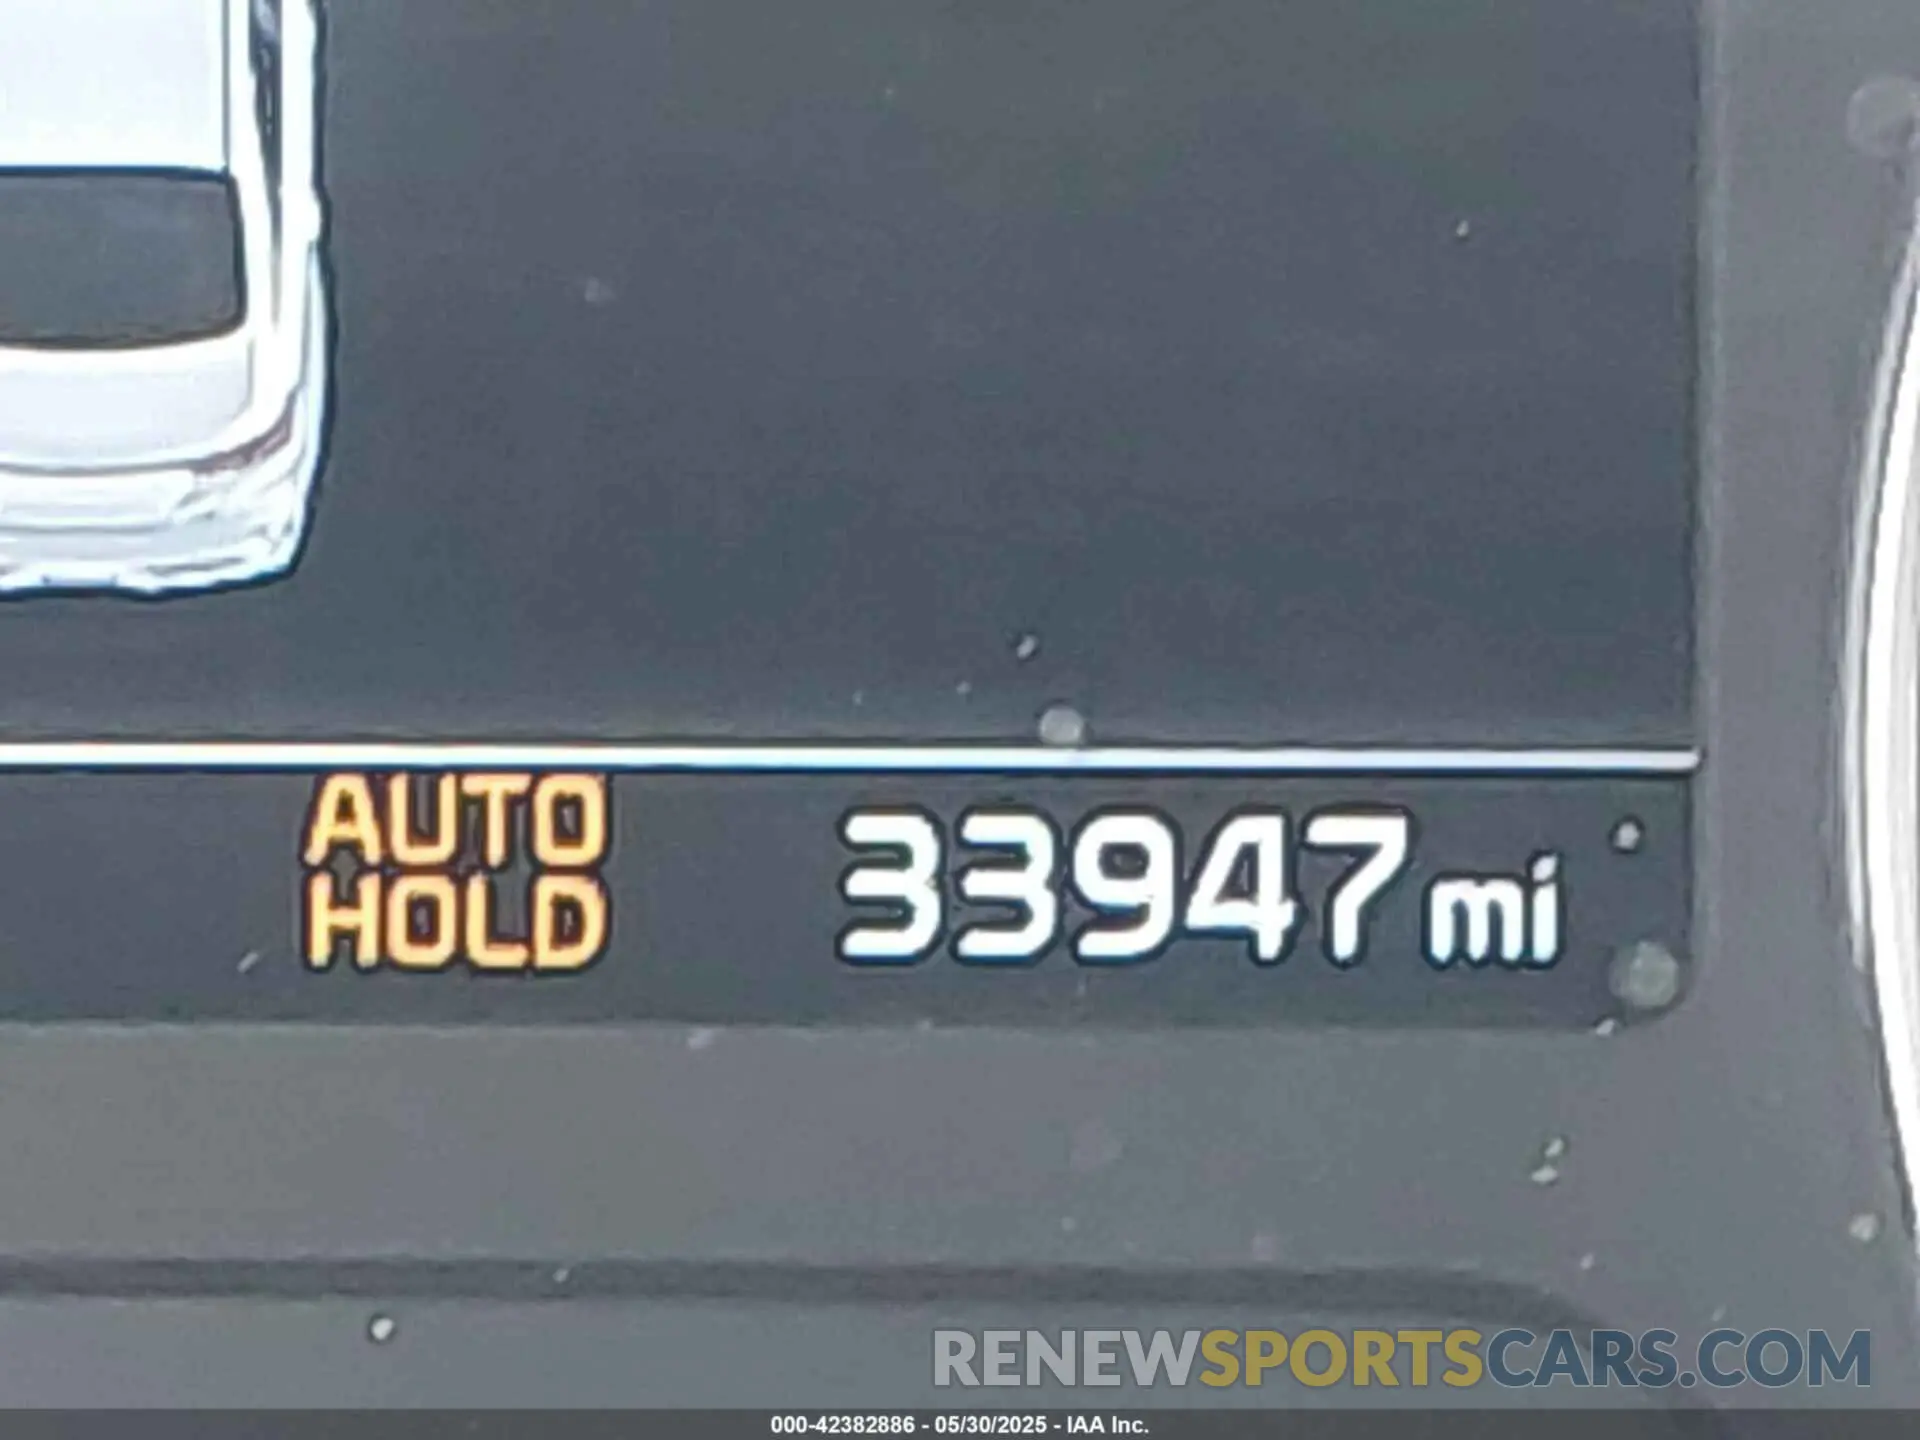 AUTO
HOLD
33947 mi
RENEWSPORTSCARS.COM
000-42382886 - 05/30/2025 - IAA Inc.